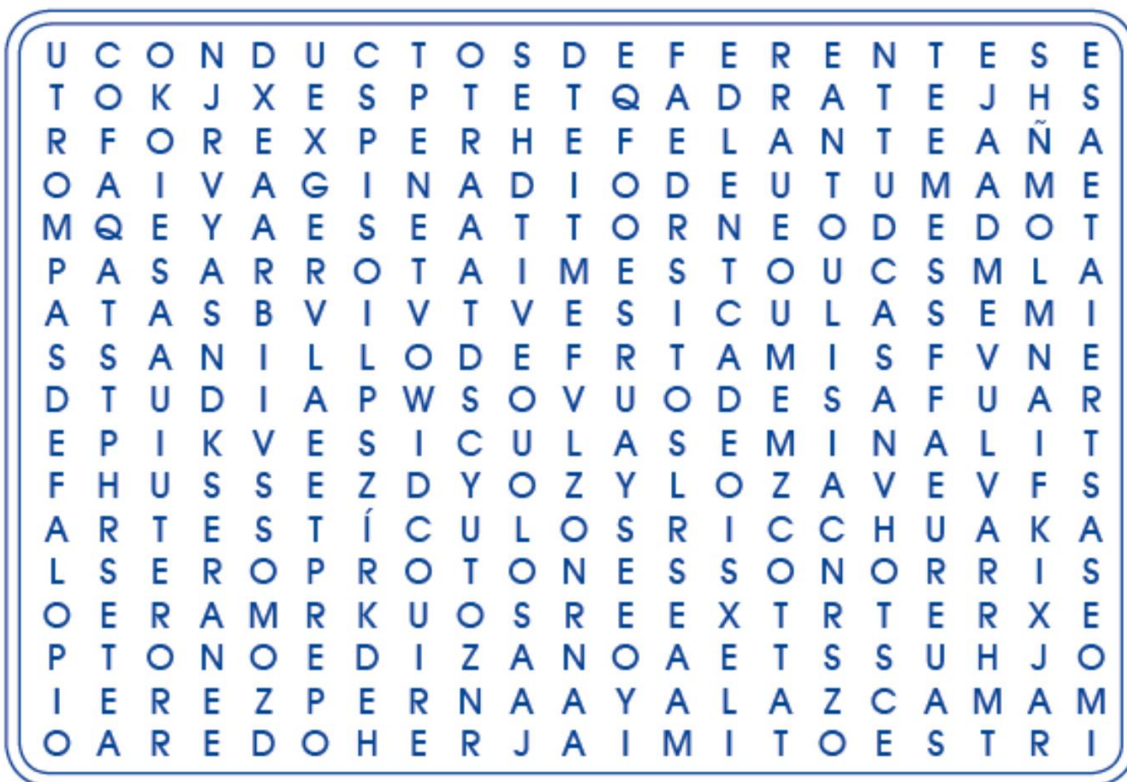 U C O N D U C T O S D E F E R E N T E S E
T O K J X E S P T E T Q A D R A T E J H S
R F O R E X P E R H E F E L A N T E A Ñ A
O A I V A G I N A D I O D E U T U M A M E
M Q E Y A E S E A T T O R N E O D E D O T
P A S A R R O T A I M E S T O U C S M L A
A T A S B V I V T V E S I C U L A S E M I
S S A N I L L O D E F R T A M I S F V N E
D T U D I A P W S O V U O D E S A F U A R
E P I K V E S I C U L A S E M I N A L I T
F H U S S E Z D Y O Z Y L O Z A V E V F S
A R T E S T Í C U L O S R I C C H U A K A
L S E R O P R O T O N E S S O N O R R I S
O E R A M R K U O S R E E X T R T E R X E
P T O N O E D I Z A N O A E T S S U H J O
I E R E Z P E R N A A Y A L A Z C A M A M
O A R E D O H E R J A I M I T O E S T R I